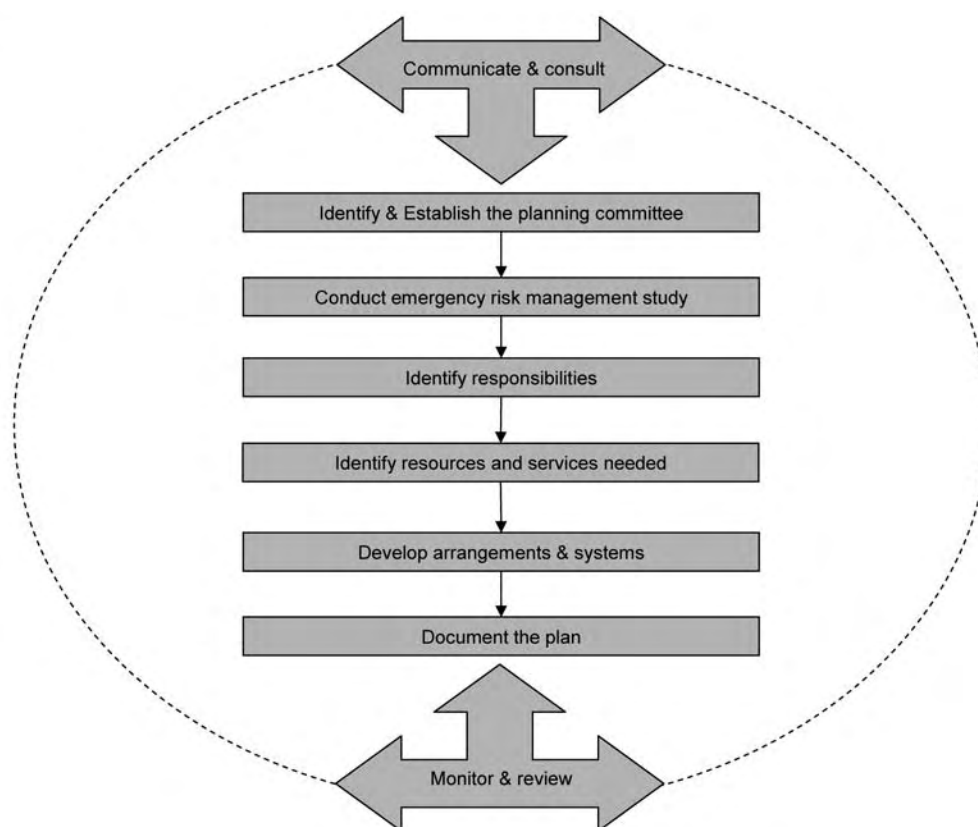 Communicate & consult
Identify & Establish the planning committee
Conduct emergency risk management study
Identify responsibilities
Identify resources and services needed
Develop arrangements & systems
Document the plan
Monitor & review